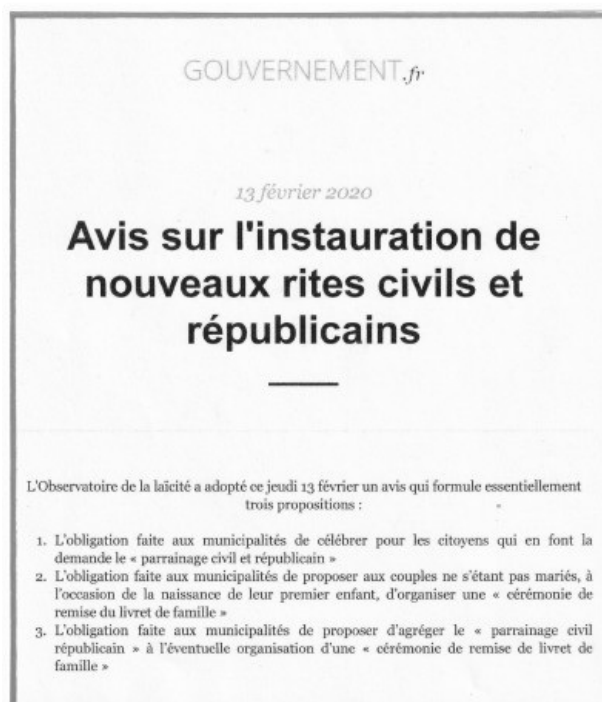 GOUVERNEMENT.fr
13 février 2020
Avis sur l'instauration de
nouveaux rites civils et
républicains
L'Observatoire de la laïcité a adopté ce jeudi 13 février un avis qui formule essentiellement
trois propositions :
1. L'obligation faite aux municipalités de célébrer pour les citoyens qui en font la
demande le « parrainage civil et républicain »
2. L'obligation faite aux municipalités de proposer aux couples ne s'étant pas mariés, à
l'occasion de la naissance de leur premier enfant, d'organiser une « cérémonie de
remise du livret de famille »
3. L'obligation faite aux municipalités de proposer d'agréger le « parrainage civil
républicain » à l'éventuelle organisation d'une « cérémonie de remise de livret de
famille »